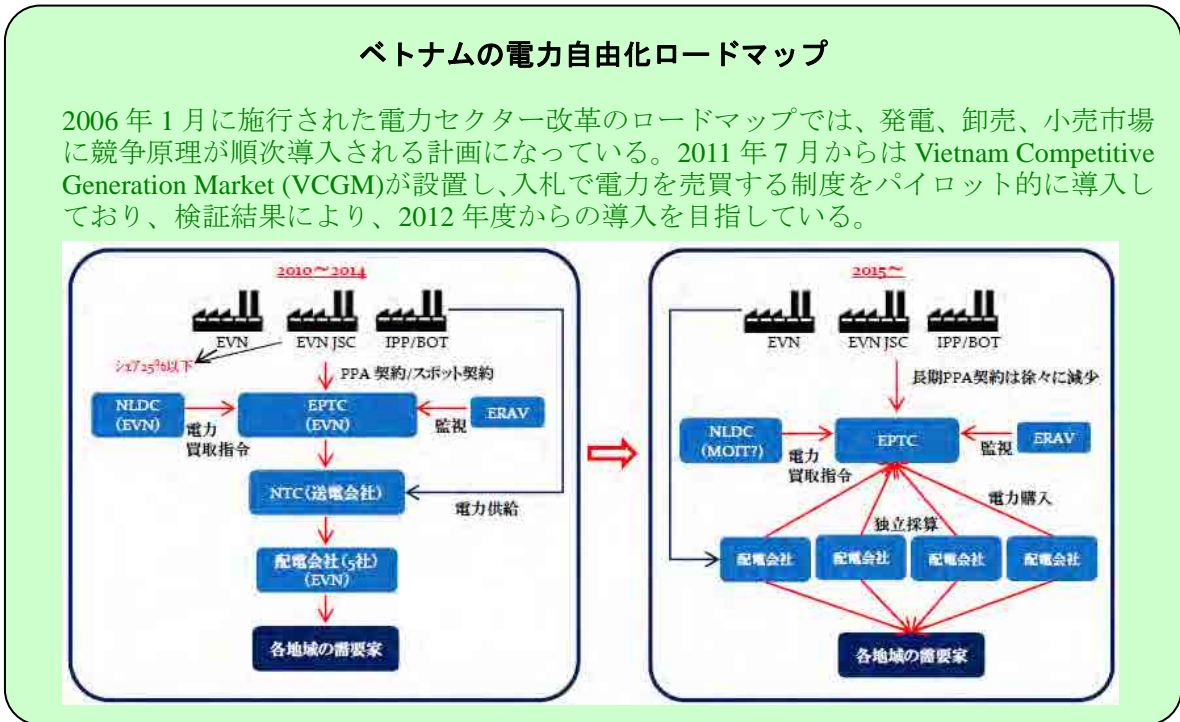 ベトナムの電力自由化ロードマップ
2006 年 1 月に施行された電力セクター改革のロードマップでは、発電、卸売、小売市場
に競争原理が順次導入される計画になっている。2011 年 7 月からは Vietnam Competitive
Generation Market (VCGM)が設置し、入札で電力を売買する制度をパイロット的に導入し
ており、検証結果により、2012 年度からの導入を目指している。
2010～2014
EVN
EVN JSC
IPP/BOT
シェア25%以下
PPA 契約/スポット契約
NLDC
(EVN)
電力
買取指令
EPTC
(EVN)
監視
ERAV
NTC(送電会社)
電力供給
配電会社(5社)
(EVN)
各地域の需要家
2015～
EVN
EVN JSC
IPP/BOT
長期PPA契約は徐々に減少
NLDC
(MOIT?)
電力
買取指令
EPTC
監視
ERAV
電力購入
独立採算
配電会社
配電会社
配電会社
配電会社
各地域の需要家